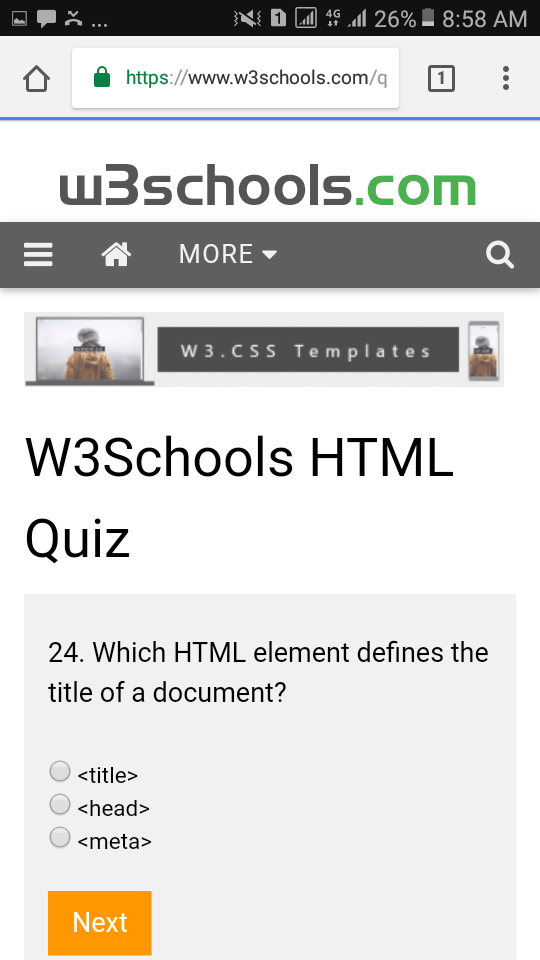 ... 1 4G 26% 8:58 AM
https://www.w3schools.com/q 1
w3schools.com
MORE
W3.CSS Templates
W3Schools HTML
Quiz
24. Which HTML element defines the
title of a document?
<title>
<head>
<meta>
Next